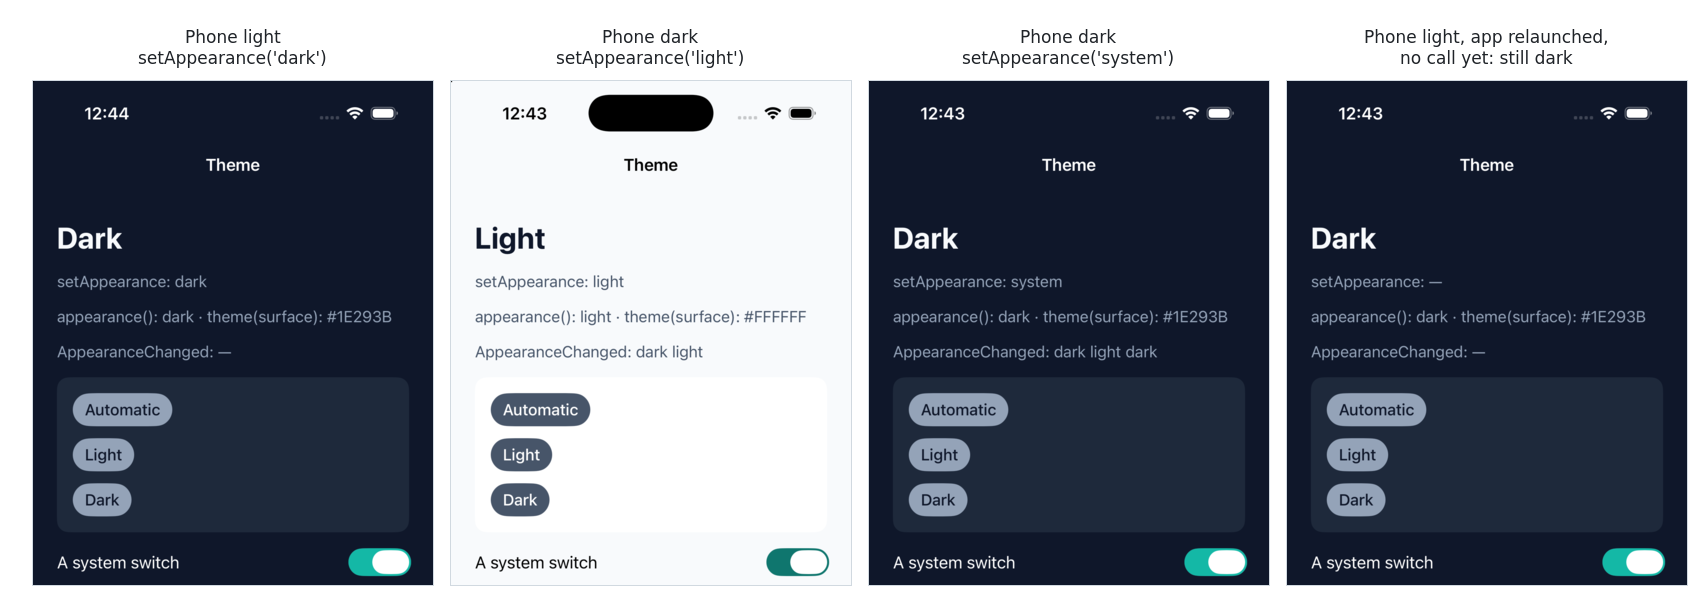 Phone light
setAppearance('dark')
12:44
Theme
Dark
setAppearance: dark
appearance(): dark · theme(surface): #1E293B
AppearanceChanged: —
Automatic
Light
Dark
A system switch
Phone dark
setAppearance('light')
12:43
Theme
Light
setAppearance: light
appearance(): light · theme(surface): #FFFFFF
AppearanceChanged: dark light
Automatic
Light
Dark
A system switch
Phone dark
setAppearance('system')
12:43
Theme
Dark
setAppearance: system
appearance(): dark · theme(surface): #1E293B
AppearanceChanged: dark light dark
Automatic
Light
Dark
A system switch
Phone light, app relaunched,
no call yet: still dark
12:43
Theme
Dark
setAppearance: —
appearance(): dark · theme(surface): #1E293B
AppearanceChanged: —
Automatic
Light
Dark
A system switch